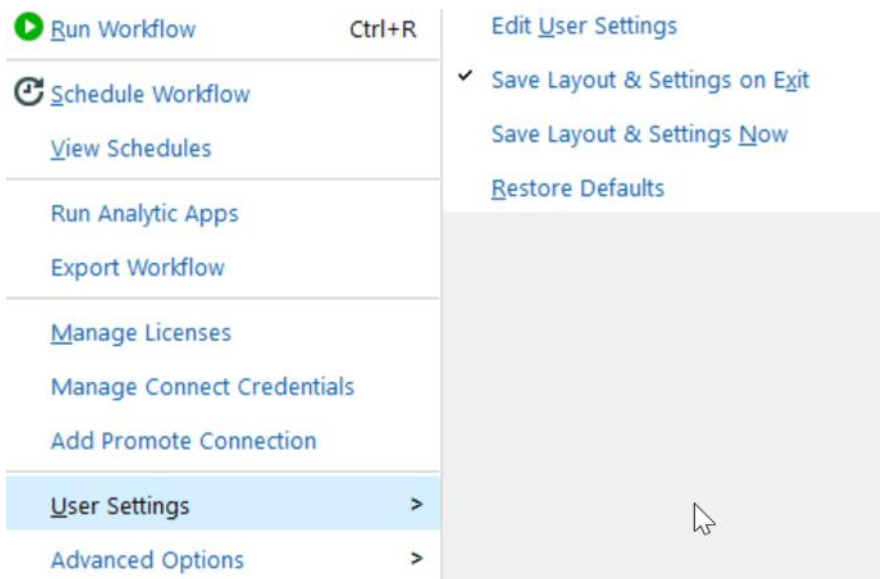 Run Workflow Ctrl+R
Schedule Workflow
View Schedules
Run Analytic Apps
Export Workflow
Manage Licenses
Manage Connect Credentials
Add Promote Connection
User Settings >
Advanced Options >
Edit User Settings
Save Layout & Settings on Exit
Save Layout & Settings Now
Restore Defaults